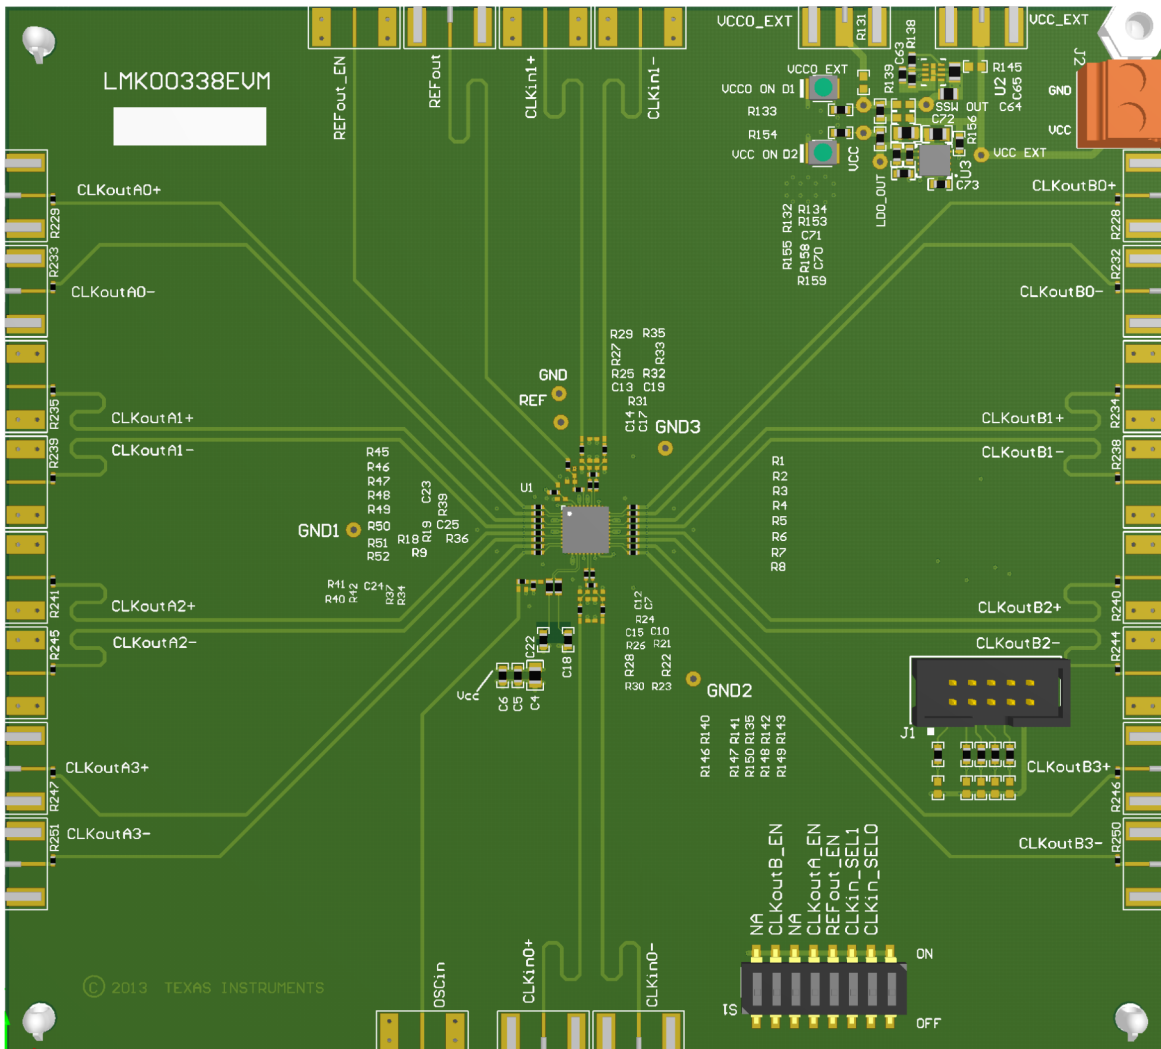 VCCO_EXT
VCC_EXT
REFout_EN
REFout
CLKin1+
CLKin1-
R131
C63
R138
R139
R145
U2
C65
C64
J2
GND
VCC
LMK00338EVM
VCCO_EXT
VCCO ON D1
R133
R154
VCC ON D2
VCC
LDO_OUT
SSW OUT
C72
R156
U3
C73
VCC EXT
CLKoutA0+
R229
R233
CLKoutA0-
CLKoutB0+
R228
R232
CLKoutB0-
R132
R134
R153
C71
R155
R158
C70
R159
R29
R35
R27
R33
R25
R32
C13
C19
R31
C14
C17
GND
REF
GND3
R235
CLKoutA1+
R239
CLKoutA1-
CLKoutB1+
R234
CLKoutB1-
R238
R45
R46
R47
R48
R49
R50
R51
R52
C23
R39
C25
R19
R36
R18
R9
U1
GND1
R1
R2
R3
R4
R5
R6
R7
R8
R41
R42
C24
R40
R37
R34
R241
CLKoutA2+
R245
CLKoutA2-
CLKoutB2+
R240
CLKoutB2-
R244
C12
C7
R24
C15
C10
R26
R21
R28
R22
R30
R23
C22
C18
Vcc
C6
C5
C4
GND2
J1
R146 R140
R147 R141
R150 R135
R148 R142
R149 R143
CLKoutA3+
R247
R251
CLKoutA3-
CLKoutB3+
R246
R250
CLKoutB3-
NA
CLKoutB_EN
NA
CLKoutA_EN
REFout_EN
CLKin_SEL1
CLKin_SEL0
ON
OFF
S1
© 2013 TEXAS INSTRUMENTS
OSCin
CLKin0+
CLKin0-